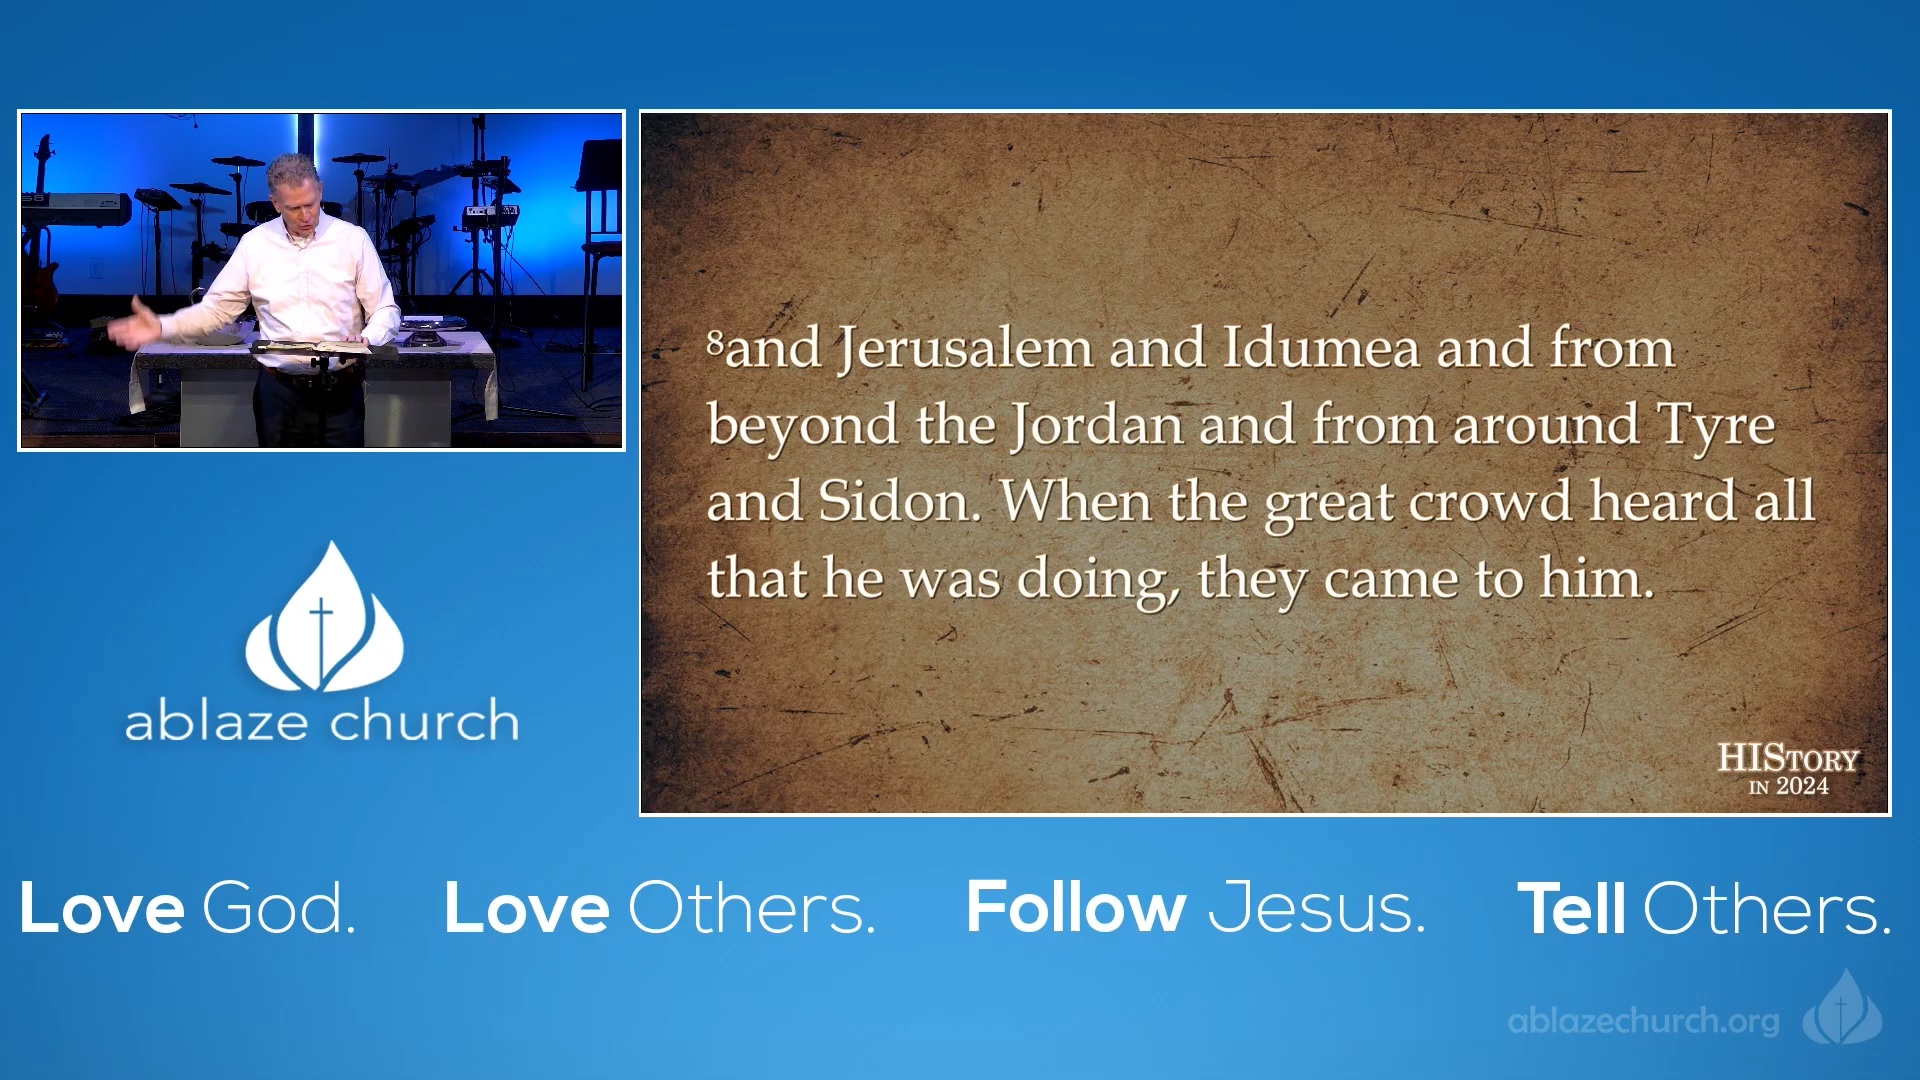 8and Jerusalem and Idumea and from
beyond the Jordan and from around Tyre
and Sidon. When the great crowd heard all
that he was doing, they came to him.
HISTORY
IN 2024
ablaze church
Love God. Love Others. Follow Jesus. Tell Others.
ablazechurch.org